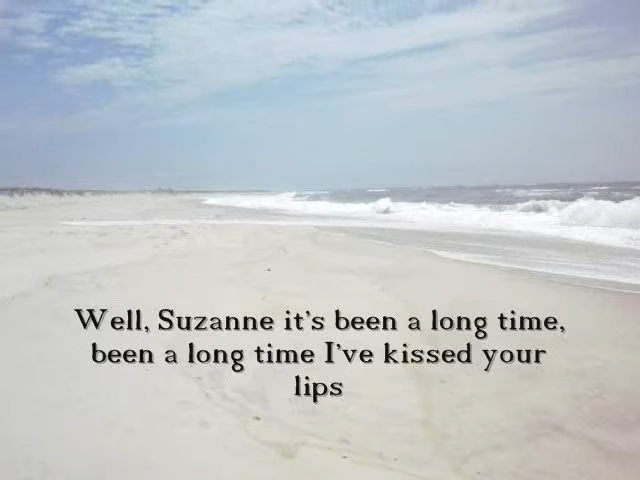 Well, Suzanne it's been a long time,
been a long time I've kissed your
lips